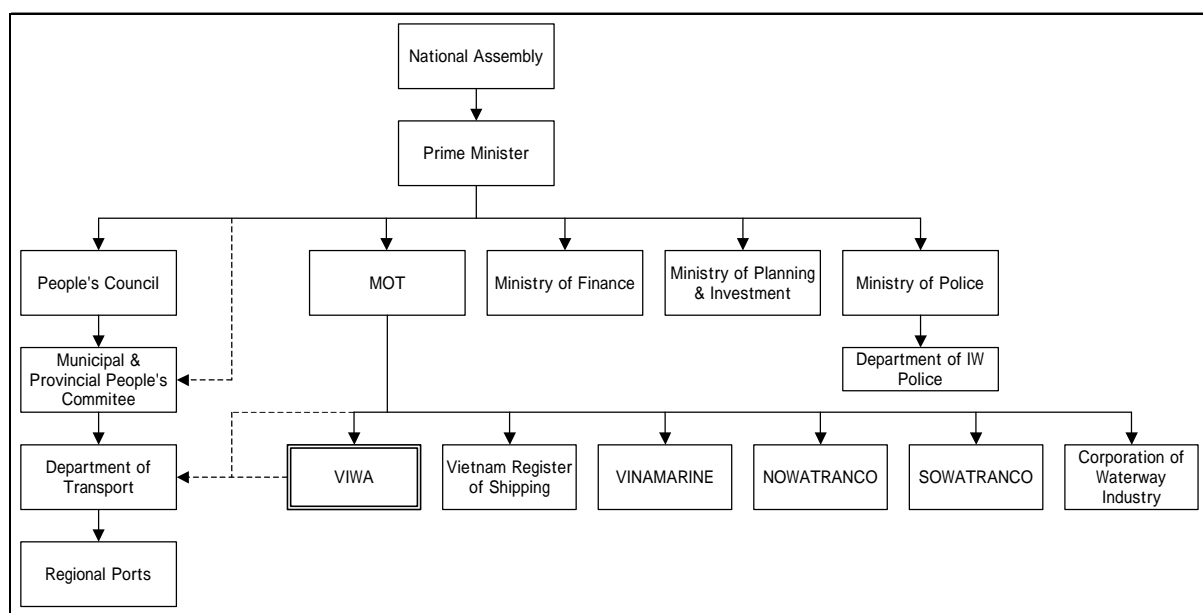 National Assembly
Prime Minister
People's Council
MOT
Ministry of Finance
Ministry of Planning
& Investment
Ministry of Police
Municipal &
Provincial People's
Commitee
Department of IW
Police
Department of
Transport
VIWA
Vietnam Register
of Shipping
VINAMARINE
NOWATRANCO
SOWATRANCO
Corporation of
Waterway
Industry
Regional Ports